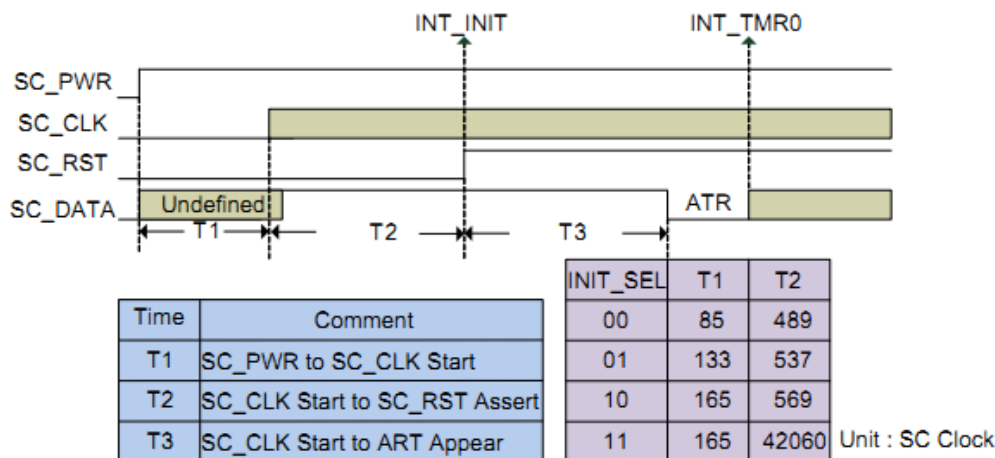 INT_INIT INT_TMR0
SC_PWR
SC_CLK
SC_RST
SC_DATA Undefined ATR
T1 T2 T3
Time Comment
T1 SC_PWR to SC_CLK Start
T2 SC_CLK Start to SC_RST Assert
T3 SC_CLK Start to ART Appear
INIT_SEL T1 T2
00 85 489
01 133 537
10 165 569
11 165 42060
Unit : SC Clock